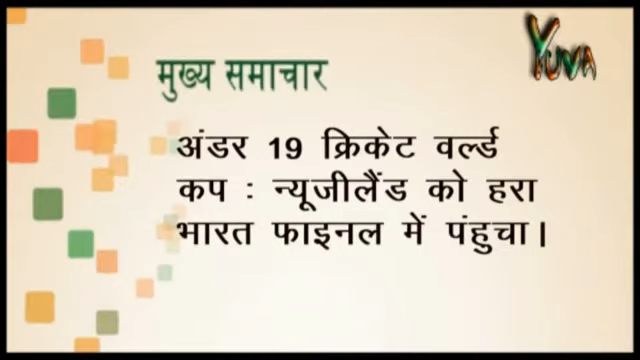 YUVA
मुख्य समाचार
अंडर 19 क्रिकेट वर्ल्ड
कप : न्यूजीलैंड को हरा
भारत फाइनल में पंहुचा।